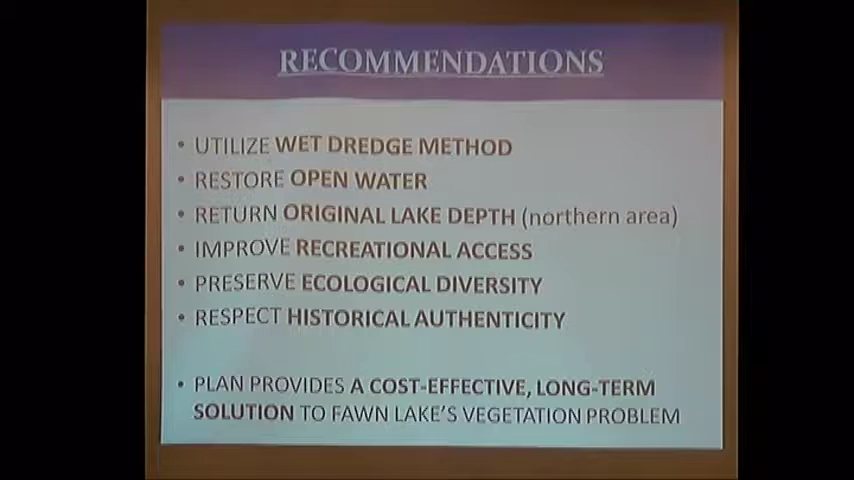 RECOMMENDATIONS
• UTILIZE WET DREDGE METHOD
• RESTORE OPEN WATER
• RETURN ORIGINAL LAKE DEPTH (northern area)
• IMPROVE RECREATIONAL ACCESS
• PRESERVE ECOLOGICAL DIVERSITY
• RESPECT HISTORICAL AUTHENTICITY
• PLAN PROVIDES A COST-EFFECTIVE, LONG-TERM
SOLUTION TO FAWN LAKE'S VEGETATION PROBLEM